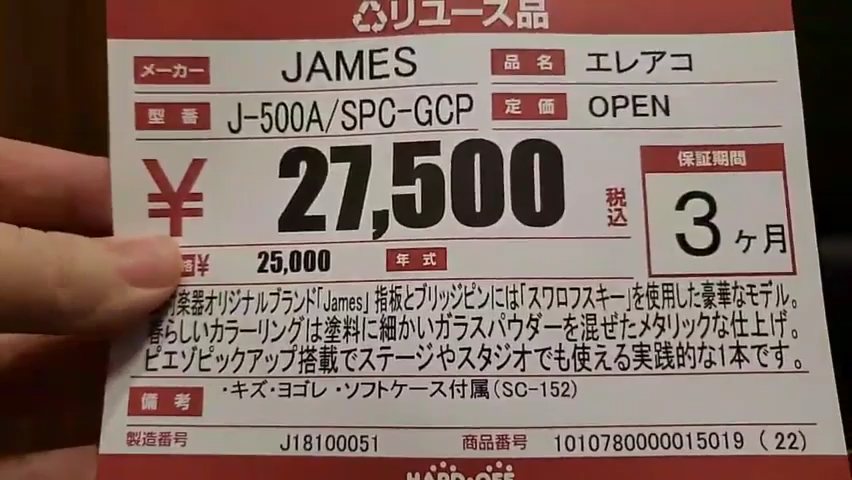 リユース品
メーカー JAMES 品名 エレアコ
型番 J-500A/SPC-GCP 定価 OPEN
¥27,500 税込
保証期間
3ヶ月
¥ 25,000 年式
楽器オリジナルブランド「James」指板とブリッジピンには「スワロフスキー」を使用した豪華なモデル。
らしいカラーリングは塗料に細かいガラスパウダーを混ぜたメタリックな仕上げ。
ピエゾピックアップ搭載でステージやスタジオでも使える実践的な1本です。
備考 ・キズ・ヨゴレ・ソフトケース付属(SC-152)
製造番号 J18100051 商品番号 1010780000015019 (22)
HARD・OFF